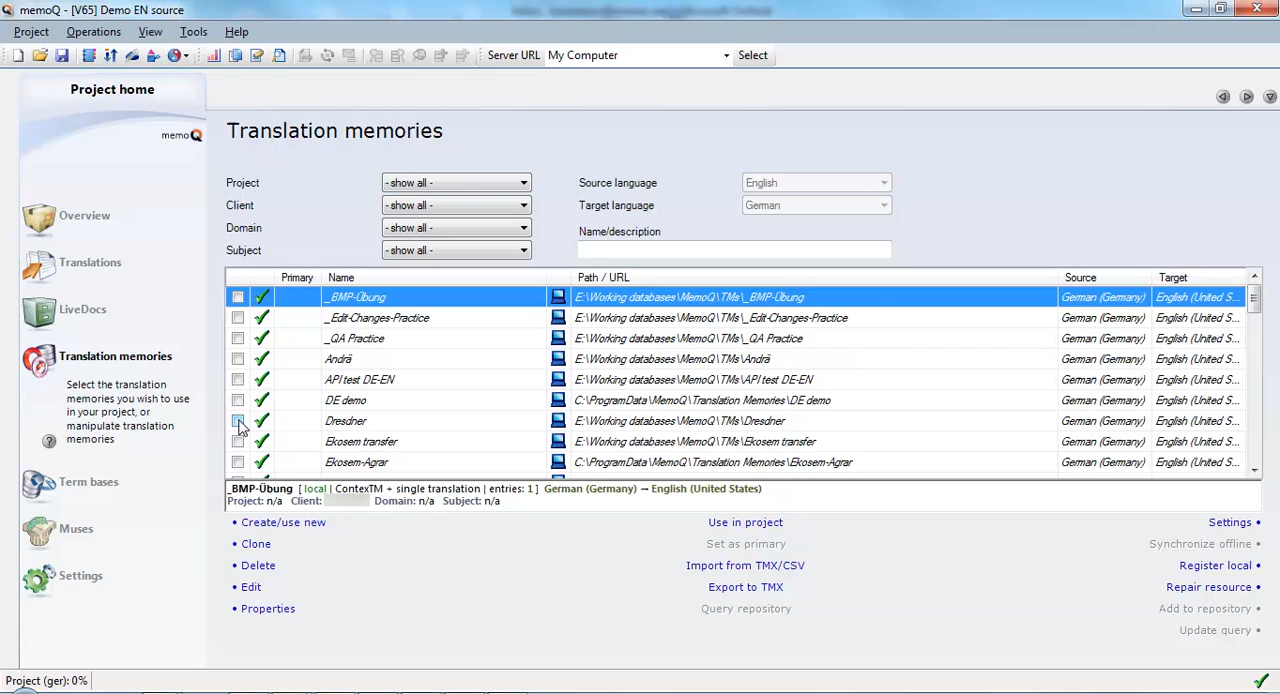 memoQ - [V65] Demo EN source
Project Operations View Tools Help
Server URL My Computer Select
Project home
memoQ
Overview
Translations
LiveDocs
Translation memories
Select the translation
memories you wish to use
in your project, or
manipulate translation
memories
Term bases
Muses
Settings
Translation memories
Project - show all - Source language English
Client - show all - Target language German
Domain - show all - Name/description
Subject - show all -
Primary Name Path / URL Source Target
_BMP-Übung E:\Working databases\MemoQ\TMs\_BMP-Übung German (Germany) English (United S...
_Edit-Changes-Practice E:\Working databases\MemoQ\TMs\_Edit-Changes-Practice German (Germany) English (United S...
_QA Practice E:\Working databases\MemoQ\TMs\_QA Practice German (Germany) English (United S...
Andrä E:\Working databases\MemoQ\TMs\Andrä German (Germany) English (United S...
API test DE-EN E:\Working databases\MemoQ\TMs\API test DE-EN German (Germany) English (United S...
DE demo C:\ProgramData\MemoQ\Translation Memories\DE demo German (Germany) English (United S...
Dresdner E:\Working databases\MemoQ\TMs\Dresdner German (Germany) English (United S...
Ekosem transfer E:\Working databases\MemoQ\TMs\Ekosem transfer German (Germany) English (United S...
Ekosem-Agrar C:\ProgramData\MemoQ\Translation Memories\Ekosem-Agrar German (Germany) English (United S...
_BMP-Übung [ local | ContexTM + single translation | entries: 1 ] German (Germany) → English (United States)
Project: n/a Client: Domain: n/a Subject: n/a
• Create/use new Use in project Settings •
• Clone Set as primary Synchronize offline •
• Delete Import from TMX/CSV Register local •
• Edit Export to TMX Repair resource •
• Properties Query repository Add to repository •
Update query •
Project (ger): 0%